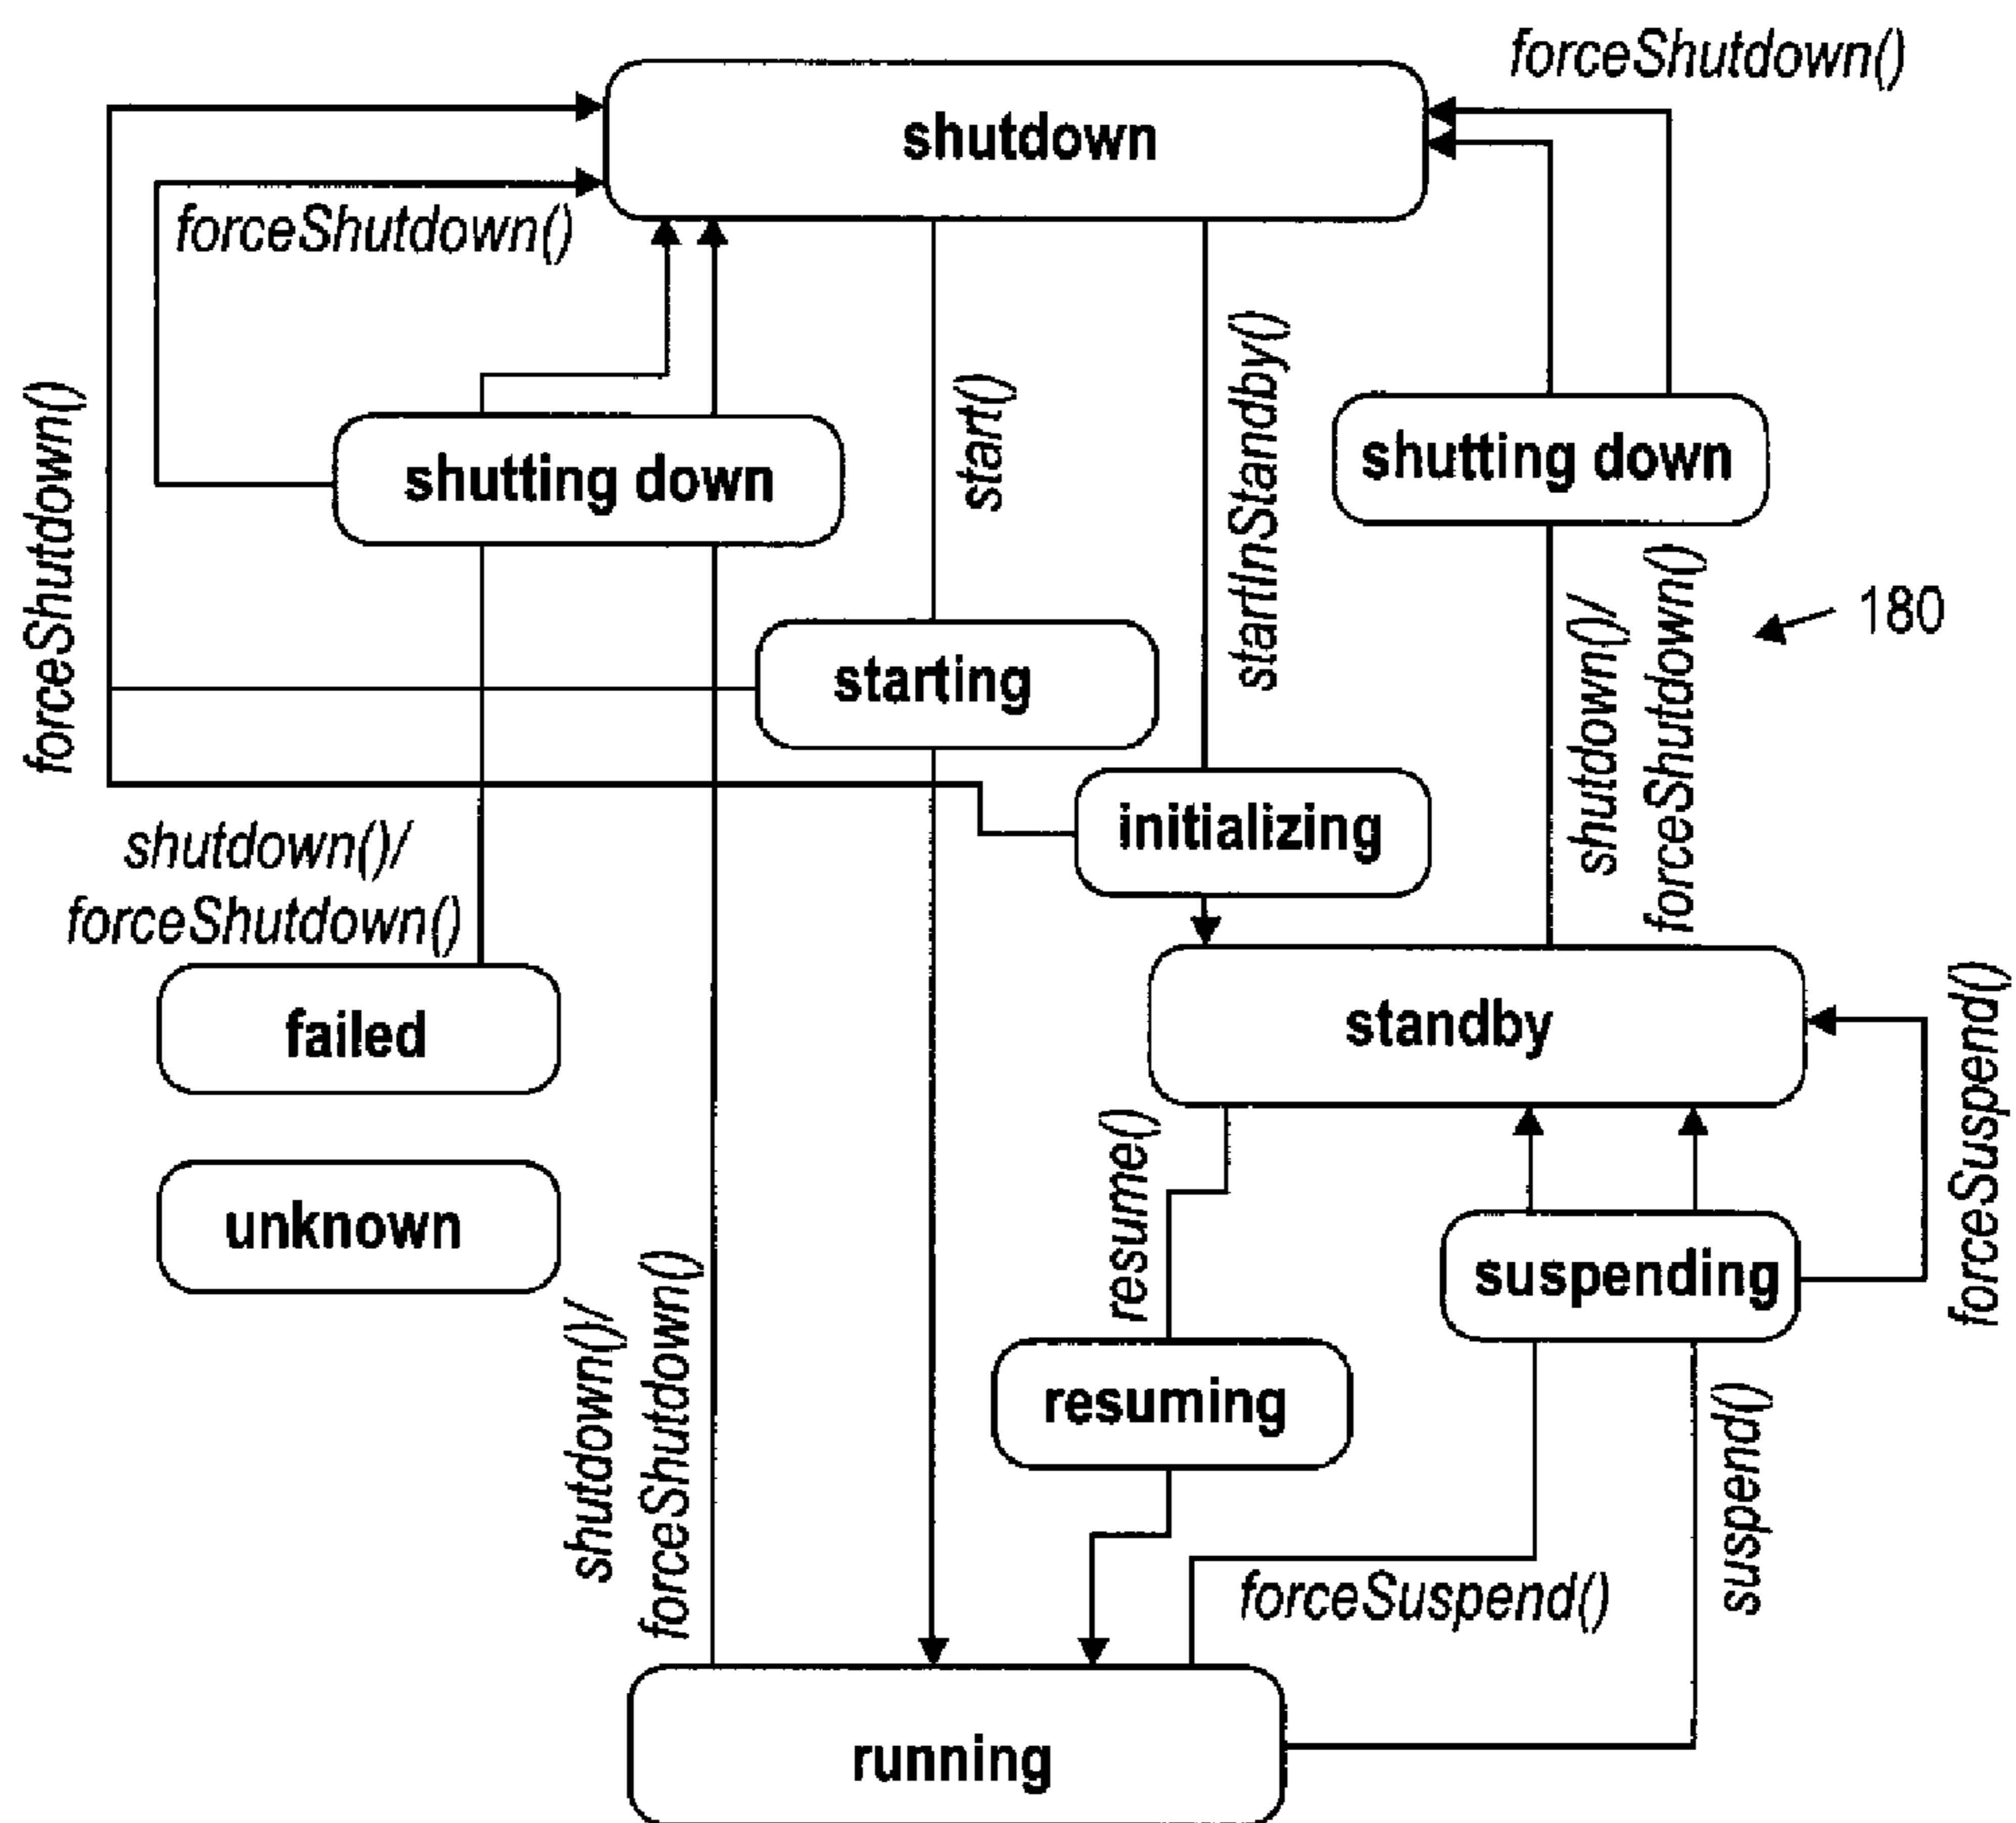 forceShutdown()
shutdown
forceShutdown()
forceShutdown()
start()
startInStandby()
shutting down
shutting down
shutdown()/
forceShutdown()
180
starting
initializing
shutdown()/
forceShutdown()
failed
standby
forceSuspend()
unknown
resume()
suspending
shutdown()/
forceShutdown()
resuming
suspend()
forceSuspend()
running